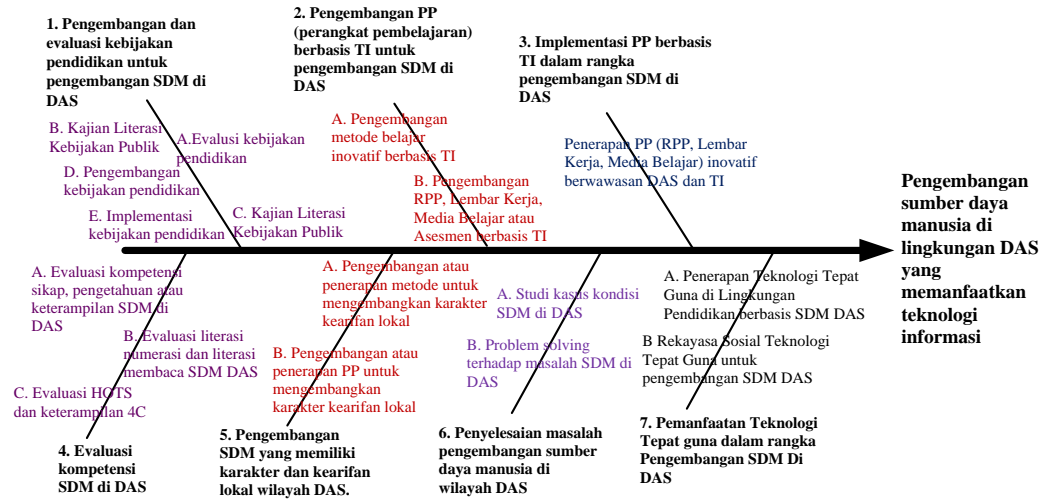 1. Pengembangan dan
evaluasi kebijakan
pendidikan untuk
pengembangan SDM di
DAS
2. Pengembangan PP
(perangkat pembelajaran)
berbasis TI untuk
pengembangan SDM di
DAS
3. Implementasi PP berbasis
TI dalam rangka
pengembangan SDM di
DAS
B. Kajian Literasi
Kebijakan Publik
A.Evalusi kebijakan
pendidikan
D. Pengembangan
kebijakan pendidikan
E. Implementasi
kebijakan pendidikan
C. Kajian Literasi
Kebijakan Publik
A. Pengembangan
metode belajar
inovatif berbasis TI
B. Pengembangan
RPP, Lembar Kerja,
Media Belajar atau
Asesmen berbasis TI
Penerapan PP (RPP, Lembar
Kerja, Media Belajar) inovatif
berwawasan DAS dan TI
Pengembangan
sumber daya
manusia di
lingkungan DAS
yang
memanfaatkan
teknologi
informasi
A. Evaluasi kompetensi
sikap, pengetahuan atau
keterampilan SDM di
DAS
B. Evaluasi literasi
numerasi dan literasi
membaca SDM DAS
C. Evaluasi HOTS
dan keterampilan 4C
A. Pengembangan atau
penerapan metode untuk
mengembangkan karakter
kearifan lokal
B. Pengembangan atau
penerapan PP untuk
mengembangkan
karakter kearifan lokal
A. Studi kasus kondisi
SDM di DAS
B. Problem solving
terhadap masalah SDM di
DAS
A. Penerapan Teknologi Tepat
Guna di Lingkungan
Pendidikan berbasis SDM DAS
B Rekayasa Sosial Teknologi
Tepat Guna untuk
pengembangan SDM DAS
4. Evaluasi
kompetensi
SDM di DAS
5. Pengembangan
SDM yang memiliki
karakter dan kearifan
lokal wilayah DAS.
6. Penyelesaian masalah
pengembangan sumber
daya manusia di
wilayah DAS
7. Pemanfaatan Teknologi
Tepat guna dalam rangka
Pengembangan SDM Di
DAS